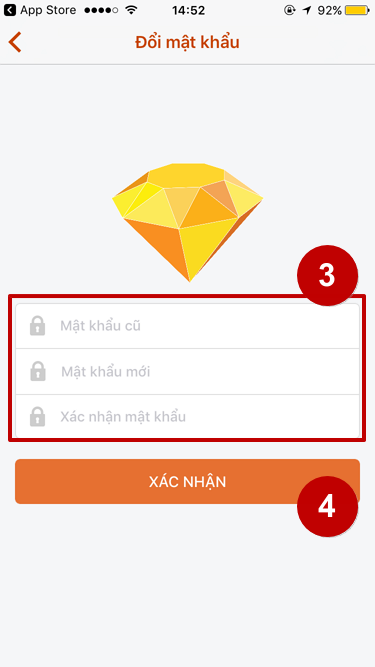 App Store 14:52 92%
Đổi mật khẩu
3
Mật khẩu cũ
Mật khẩu mới
Xác nhận mật khẩu
XÁC NHẬN
4